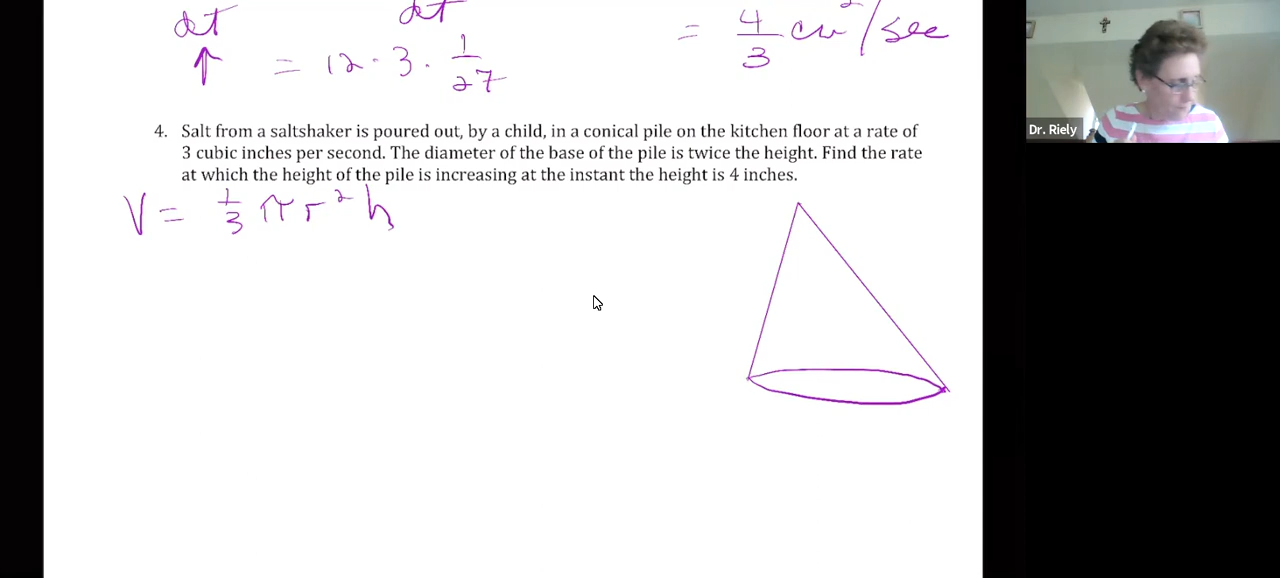 dt dt
↑ = 12 · 3 · 1/27
= 4/3 cm²/sec
Dr. Riely
4. Salt from a saltshaker is poured out, by a child, in a conical pile on the kitchen floor at a rate of
3 cubic inches per second. The diameter of the base of the pile is twice the height. Find the rate
at which the height of the pile is increasing at the instant the height is 4 inches.
V = 1/3 πr²h